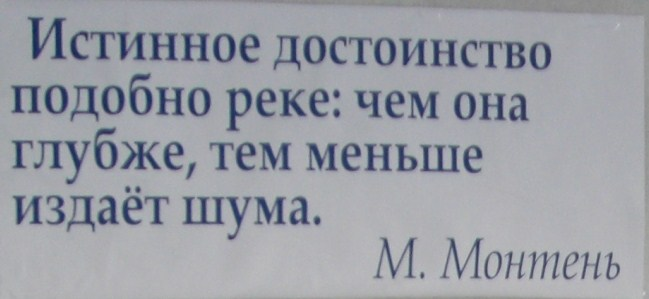 Истинное достоинство
подобно реке: чем она
глубже, тем меньше
издаёт шума.
М. Монтень